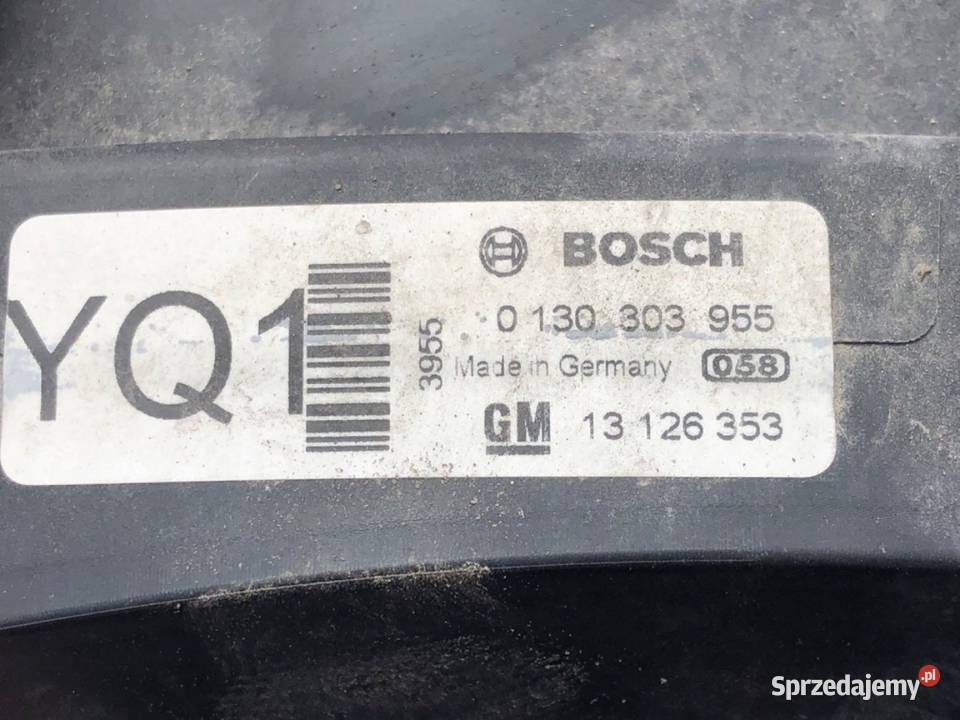 YQ1
3955
BOSCH
0 130 303 955
Made in Germany 058
GM 13 126 353
Sprzedajemy.pl